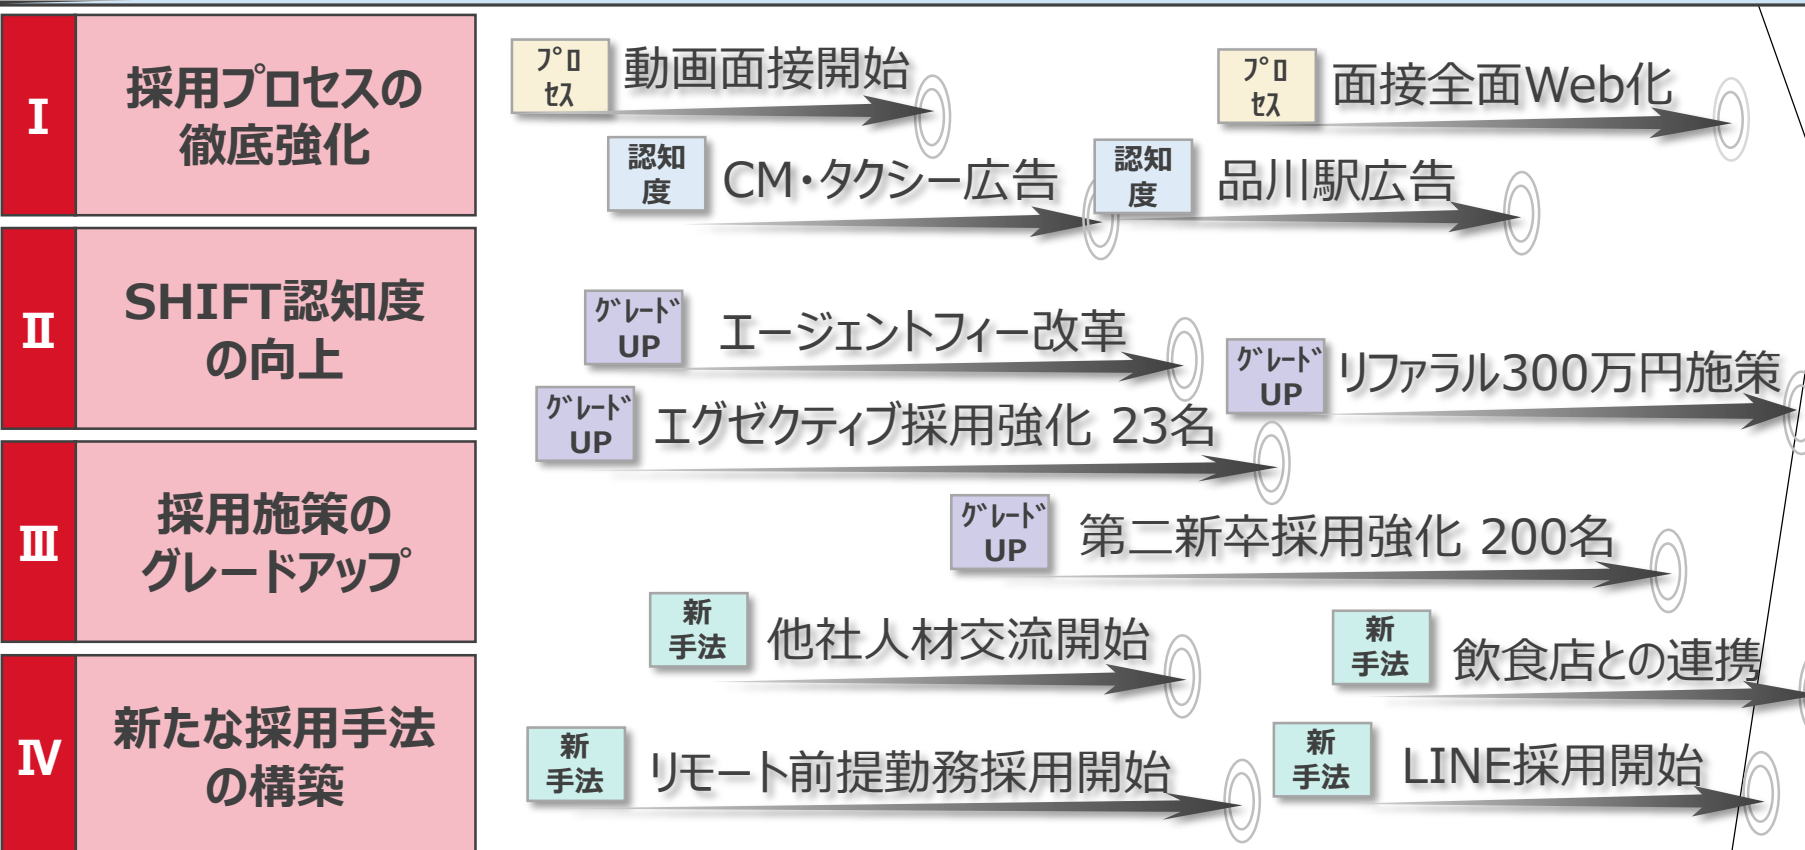 Ⅰ
採用プロセスの
徹底強化
Ⅱ
SHIFT認知度
の向上
Ⅲ
採用施策の
グレードアップ
Ⅳ
新たな採用手法
の構築
プロ
セス
動画面接開始
プロ
セス
面接全面Web化
認知
度
CM・タクシー広告
認知
度
品川駅広告
グレード
UP
エージェントフィー改革
グレード
UP
リファラル300万円施策
グレード
UP
エグゼクティブ採用強化 23名
グレード
UP
第二新卒採用強化 200名
新
手法
他社人材交流開始
新
手法
飲食店との連携
新
手法
リモート前提勤務採用開始
新
手法
LINE採用開始